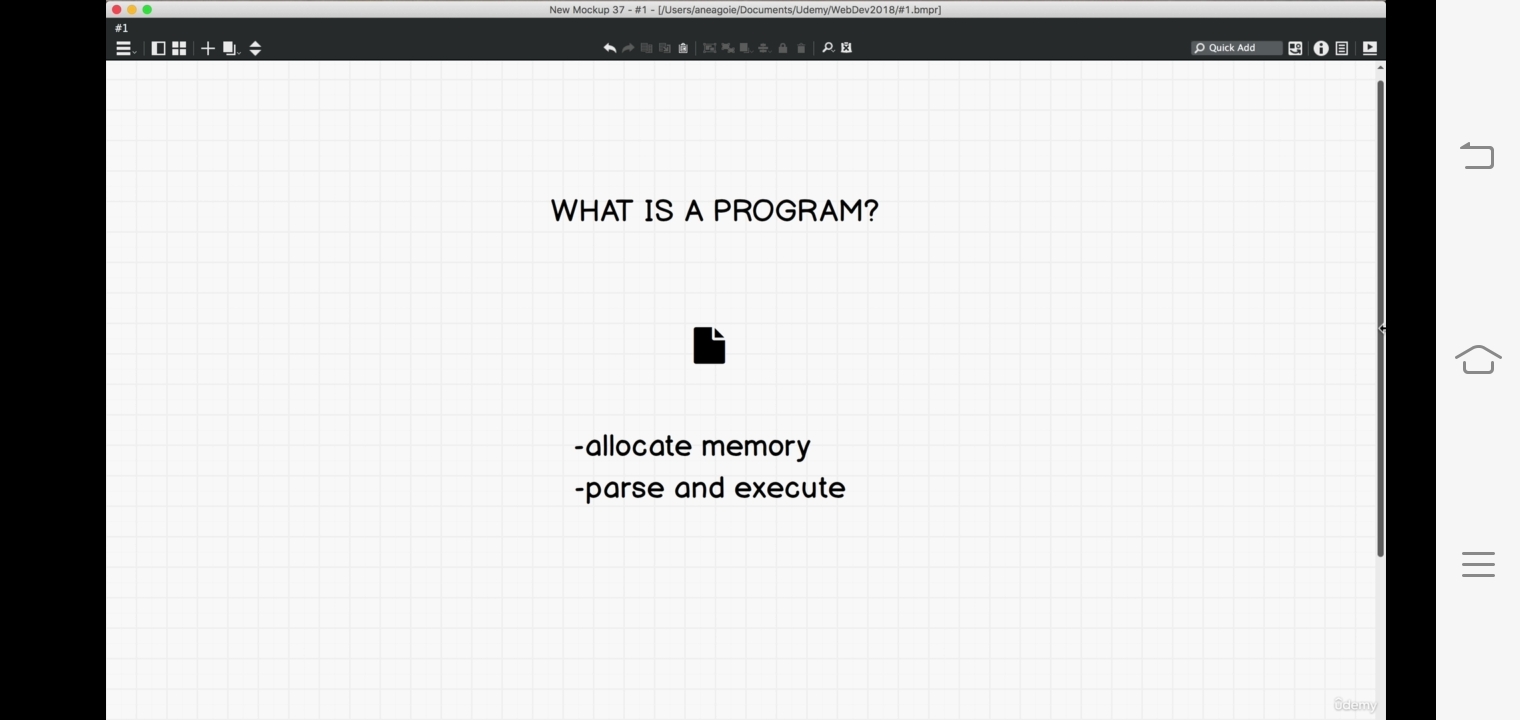 New Mockup 37 - #1 - [/Users/aneagoie/Documents/Udemy/WebDev2018/#1.bmpr]
#1
Quick Add
WHAT IS A PROGRAM?
-allocate memory
-parse and execute
ûdemy